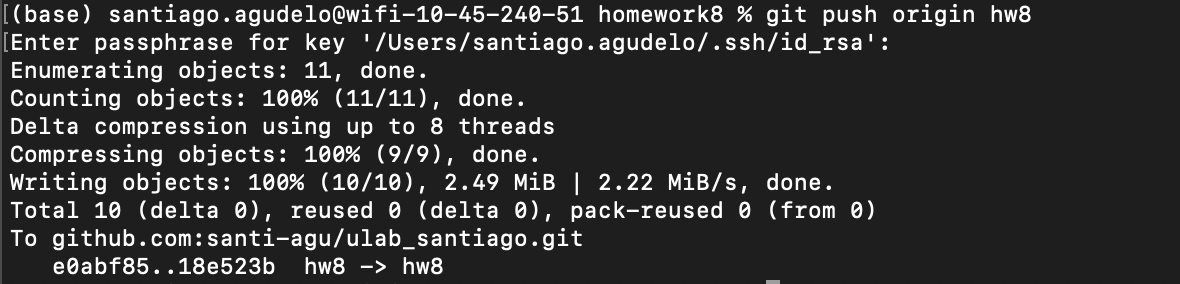 (base) santiago.agudelo@wifi-10-45-240-51 homework8 % git push origin hw8
Enter passphrase for key '/Users/santiago.agudelo/.ssh/id_rsa':
Enumerating objects: 11, done.
Counting objects: 100% (11/11), done.
Delta compression using up to 8 threads
Compressing objects: 100% (9/9), done.
Writing objects: 100% (10/10), 2.49 MiB | 2.22 MiB/s, done.
Total 10 (delta 0), reused 0 (delta 0), pack-reused 0 (from 0)
To github.com:santi-agu/ulab_santiago.git
   e0abf85..18e523b  hw8 -> hw8